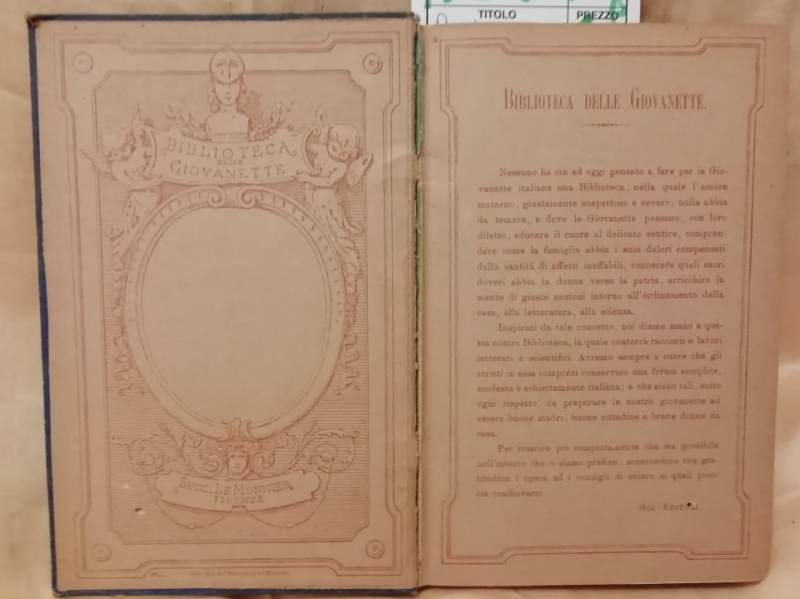 TITOLO
PREZZO
BIBLIOTECA
DELLE
GIOVANETTE
SUCC. LE MONNIER
FIRENZE
BIBLIOTECA DELLE GIOVANETTE.
Nessuno ha sin ad oggi pensato a fare per le Gio-
vanette italiane una Biblioteca, nella quale l'amore
materno, giustamente sospettoso e severo, nulla abbia
da temere, e dove le Giovanette possano, con loro
diletto, educare il cuore al delicato sentire, compren-
dere come la famiglia abbia i suoi dolori compensati
dalla santità di affetti ineffabili, conoscere quali sacri
doveri abbia la donna verso la patria, arricchire la
mente di giuste nozioni intorno all'ordinamento della
casa, alla letteratura, alla scienza.
Inspirati da tale concetto, noi diamo mano a que-
sta nostra Biblioteca, la quale conterrà racconti e lavori
letterari e scientifici. Avremo sempre a cuore che gli
scritti in essa compresi conservino una forma semplice,
modesta e schiettamente italiana; e che siano tali, sotto
ogni rispetto, da preparare le nostre giovanette ad
essere buone madri, buone cittadine e brave donne da
casa.
Per riuscire più compiutamente che sia possibile
nell'intento che ci siamo prefissi, accetteremo con gra-
titudine l'opera ed i consigli di coloro ai quali pia-
cia coadiuvarci.
GLI EDITORI.